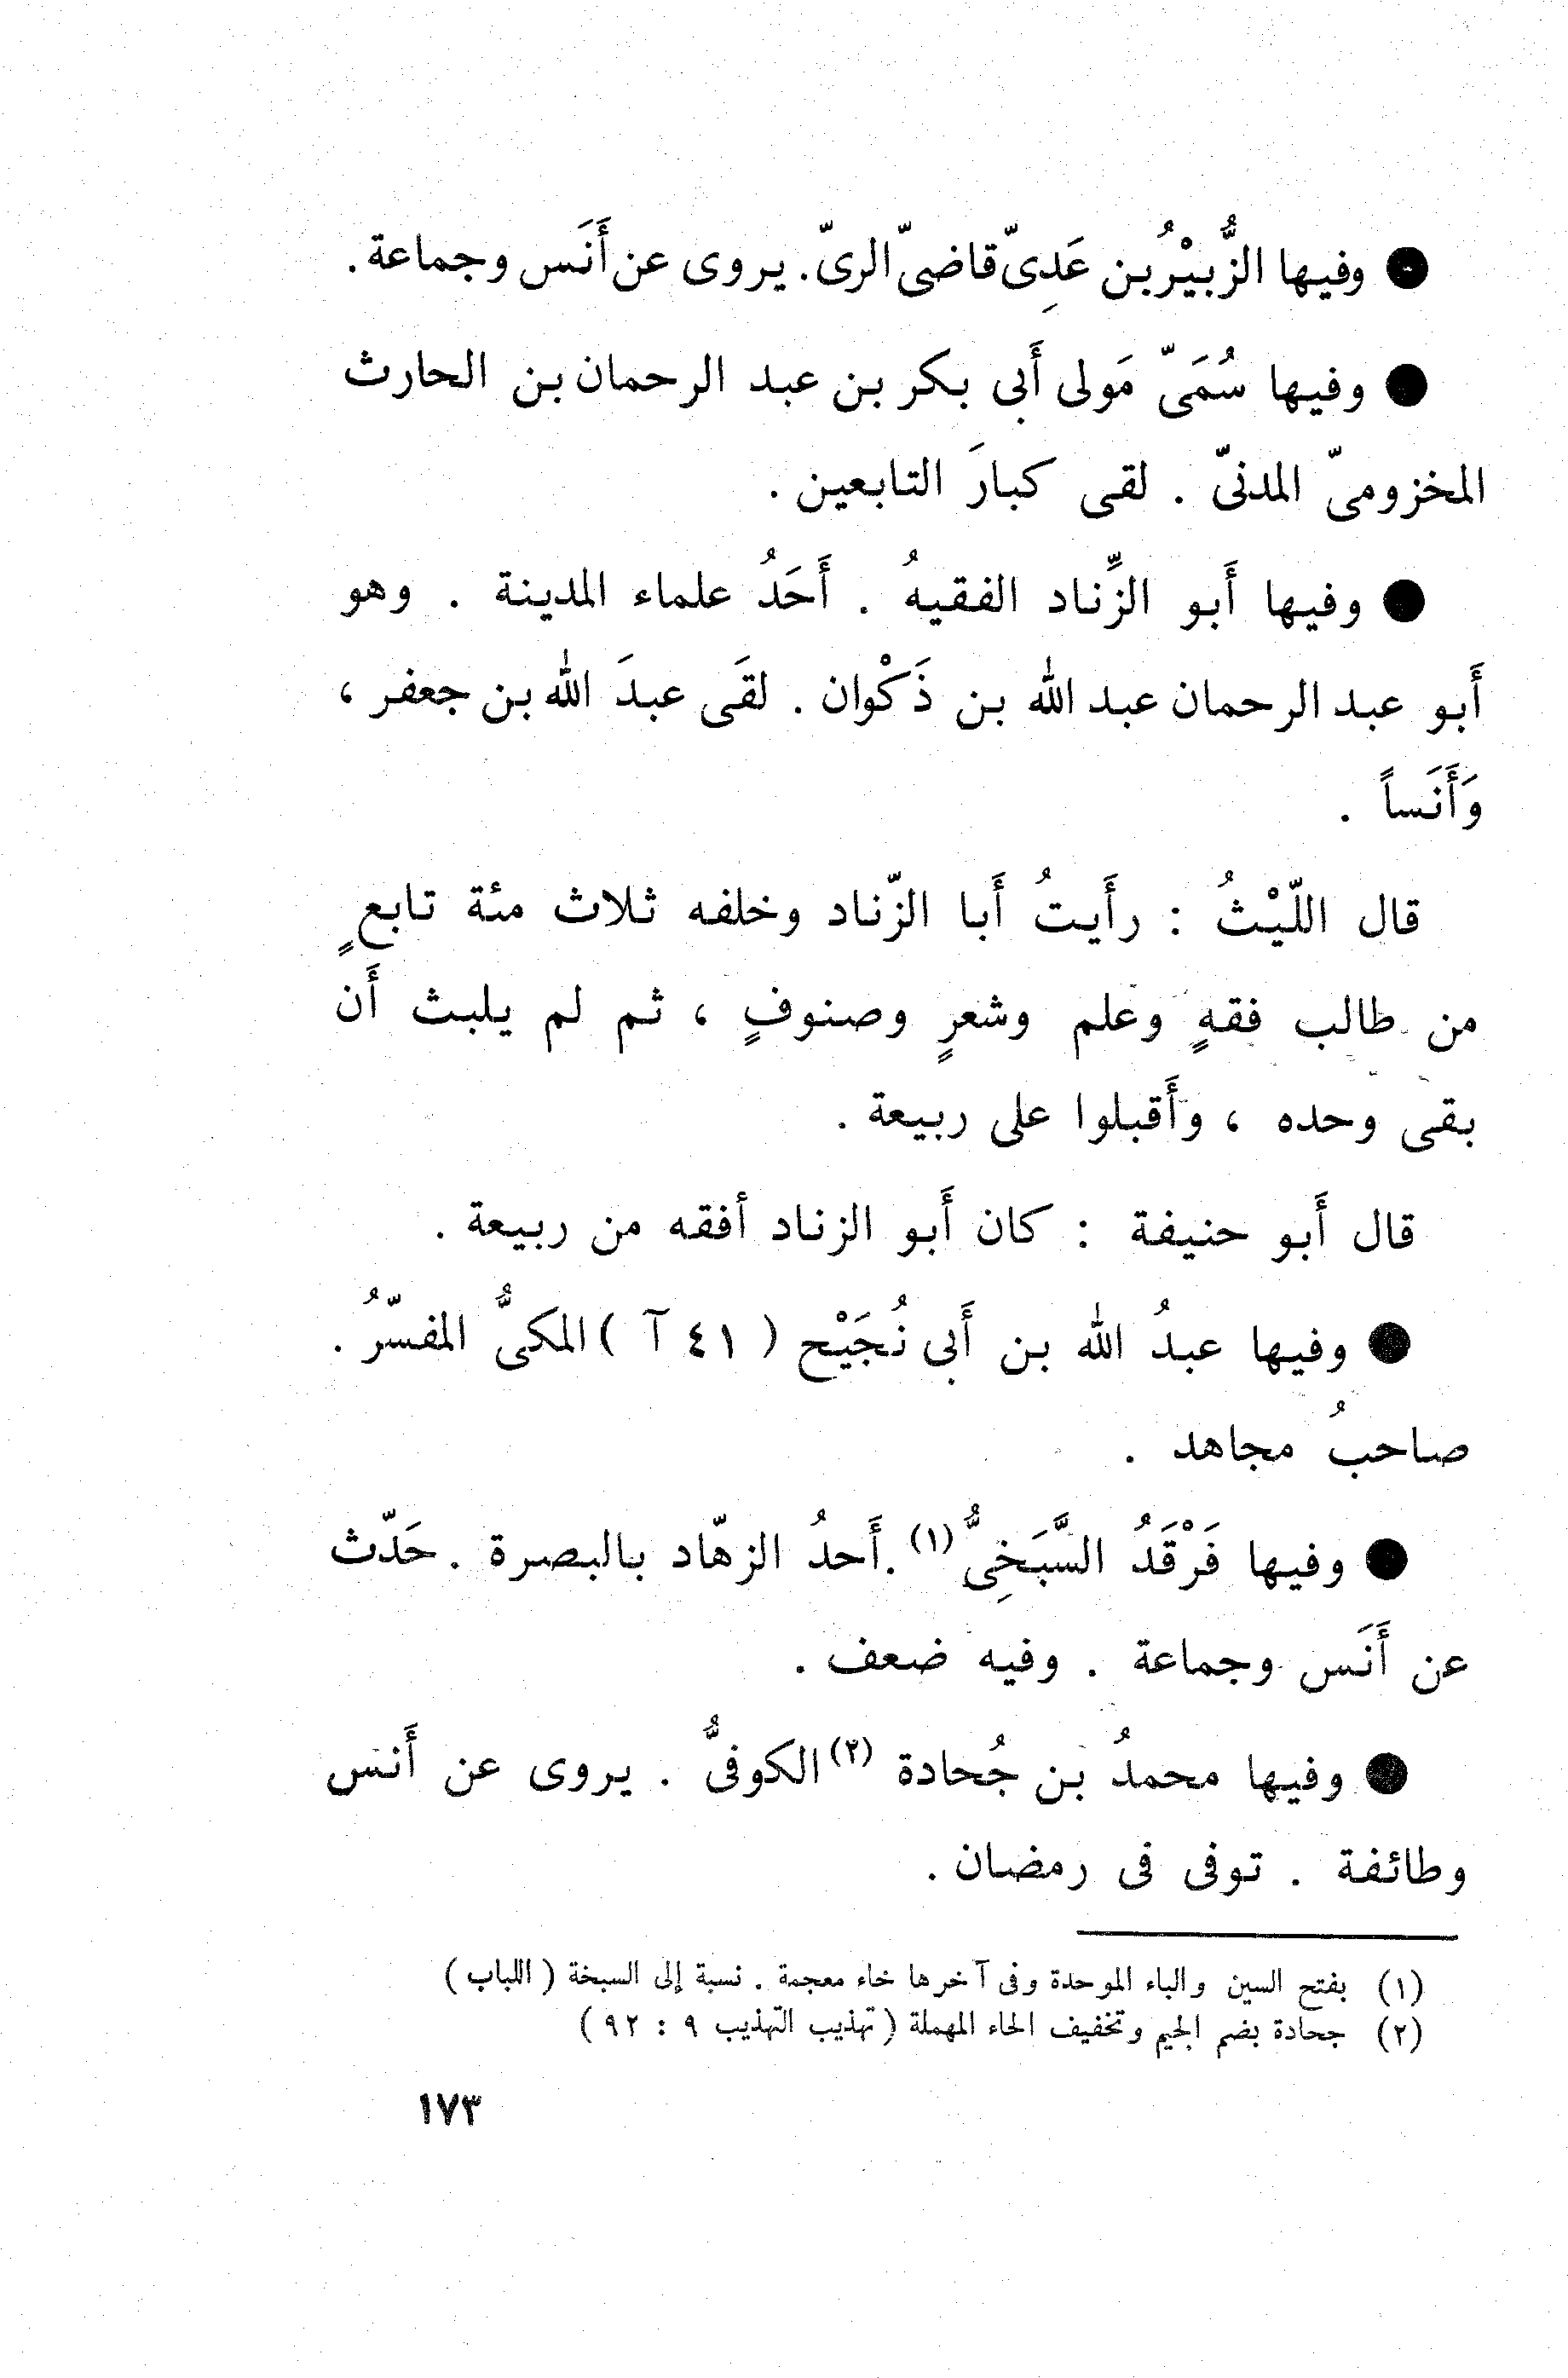 ● وفيها الزُّبيْرُ بن عَدِىّ قاضىّ الرىّ. يروى عن أَنَس وجماعة .
● وفيها سُمَىّ مَولى أَبى بكر بن عبد الرحمان بن الحارث
المخزومىّ المدنىّ . لقى كبارَ التابعين .
● وفيها أَبو الزِّناد الفقيهُ . أَحَدُ علماء المدينة . وهو
أَبو عبد الرحمان عبد الله بن ذَكْوان . لقَى عبدَ الله بن جعفر ،
وَأَنَساً .
قال اللّيْثُ : رأَيتُ أَبا الزّناد وخلفه ثلاث مئة تابعٍ
من طالب فقهٍ وعلم وشعرٍ وصنوفٍ ، ثم لم يلبث أَن
بقى وحده ، وأَقبلوا على ربيعة .
قال أَبو حنيفة : كان أَبو الزناد أفقه من ربيعة .
● وفيها عبدُ الله بن أَبى نُجَيْح ( ٤١ آ ) المكىُّ المفسّرُ .
صاحبُ مجاهد .
● وفيها فَرْقَدُ السَّبَخِىُّ (١) . أَحدُ الزهّاد بالبصرة . حَدّث
عن أَنَس وجماعة . وفيه ضعف .
● وفيها محمدُ بن جُحادة (٢) الكوفىُّ . يروى عن أَنس
وطائفة . توفى فى رمضان .
(١) بفتح السين والباء الموحدة وفى آخرها خاء معجمة . نسبة إلى السبخة ( اللباب )
(٢) جحادة بضم الجيم وتخفيف الحاء المهملة ( تهذيب التهذيب ٩ : ٩٢ )
١٧٣